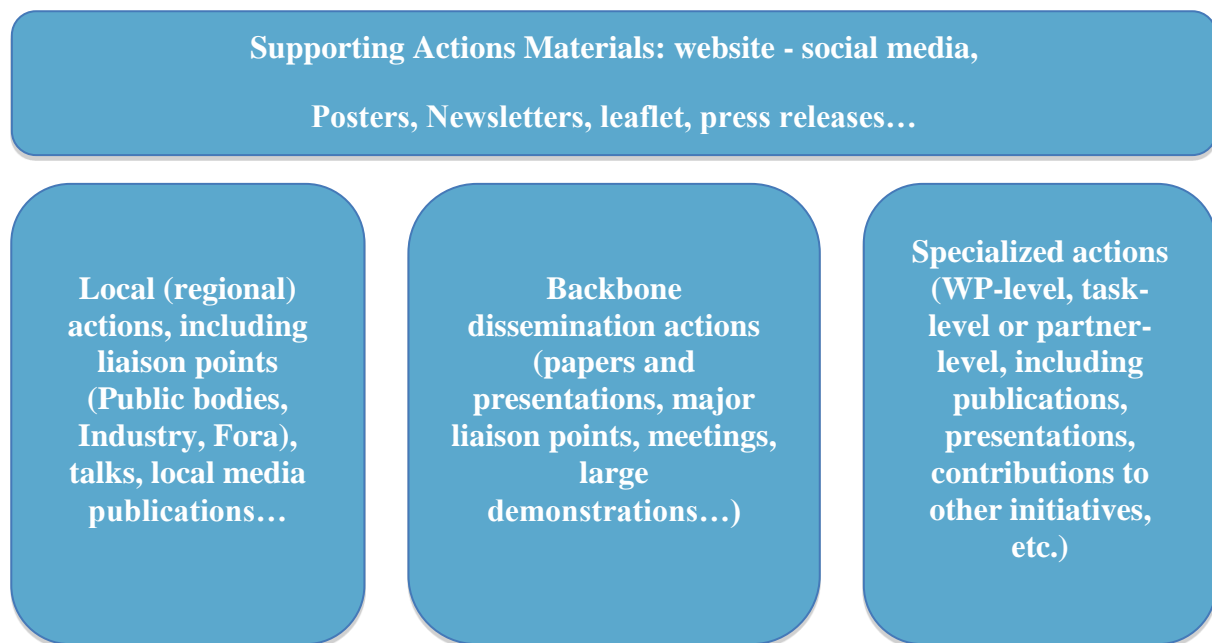 Supporting Actions Materials: website - social media,
Posters, Newsletters, leaflet, press releases…
Local (regional)
actions, including
liaison points
(Public bodies,
Industry, Fora),
talks, local media
publications…
Backbone
dissemination actions
(papers and
presentations, major
liaison points, meetings,
large
demonstrations…)
Specialized actions
(WP-level, task-
level or partner-
level, including
publications,
presentations,
contributions to
other initiatives,
etc.)